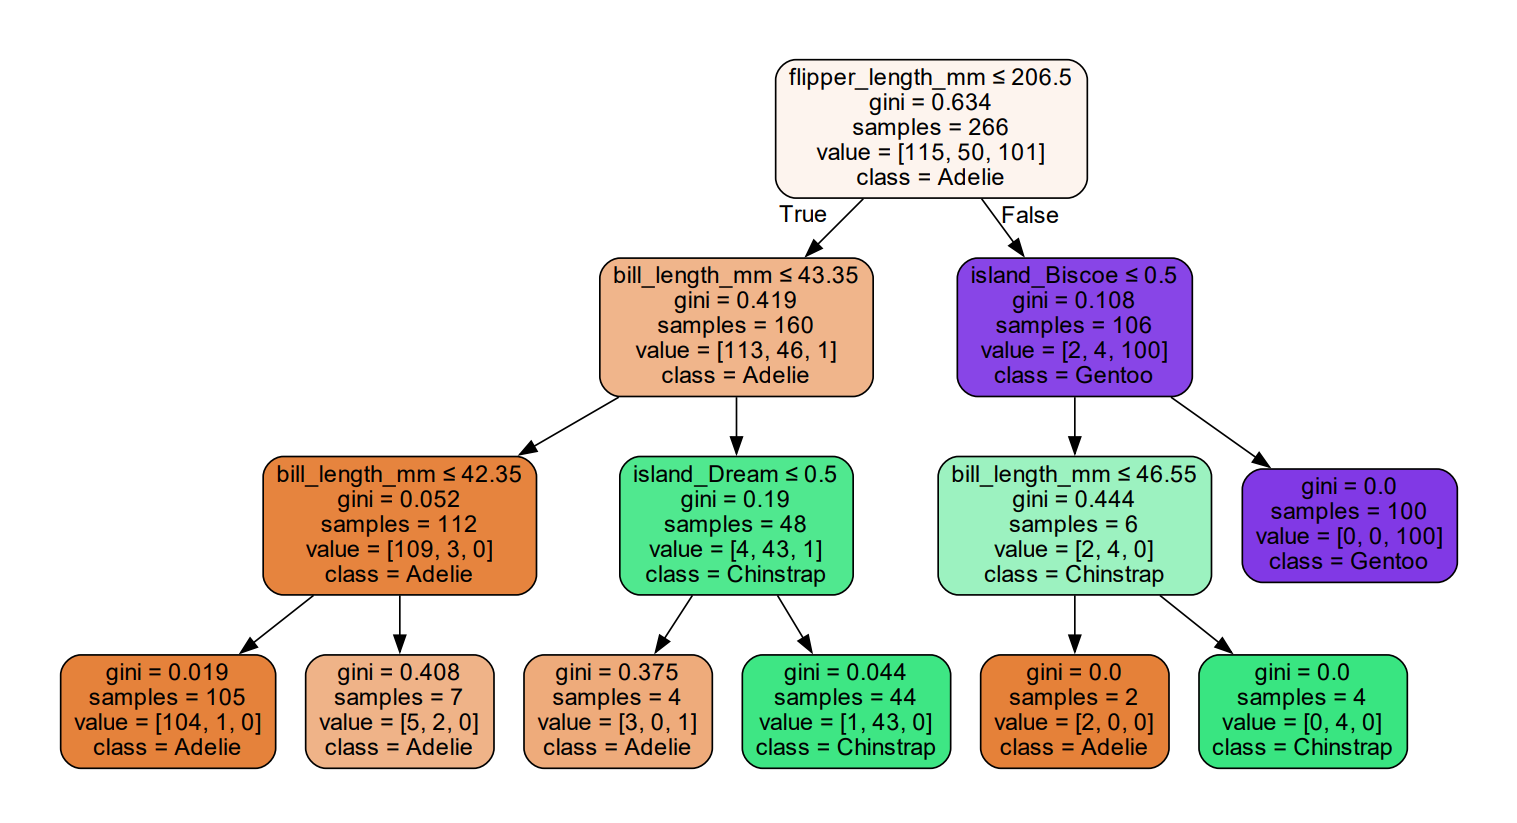 flipper_length_mm ≤ 206.5
gini = 0.634
samples = 266
value = [115, 50, 101]
class = Adelie
True
False
bill_length_mm ≤ 43.35
gini = 0.419
samples = 160
value = [113, 46, 1]
class = Adelie
island_Biscoe ≤ 0.5
gini = 0.108
samples = 106
value = [2, 4, 100]
class = Gentoo
bill_length_mm ≤ 42.35
gini = 0.052
samples = 112
value = [109, 3, 0]
class = Adelie
island_Dream ≤ 0.5
gini = 0.19
samples = 48
value = [4, 43, 1]
class = Chinstrap
bill_length_mm ≤ 46.55
gini = 0.444
samples = 6
value = [2, 4, 0]
class = Chinstrap
gini = 0.0
samples = 100
value = [0, 0, 100]
class = Gentoo
gini = 0.019
samples = 105
value = [104, 1, 0]
class = Adelie
gini = 0.408
samples = 7
value = [5, 2, 0]
class = Adelie
gini = 0.375
samples = 4
value = [3, 0, 1]
class = Adelie
gini = 0.044
samples = 44
value = [1, 43, 0]
class = Chinstrap
gini = 0.0
samples = 2
value = [2, 0, 0]
class = Adelie
gini = 0.0
samples = 4
value = [0, 4, 0]
class = Chinstrap